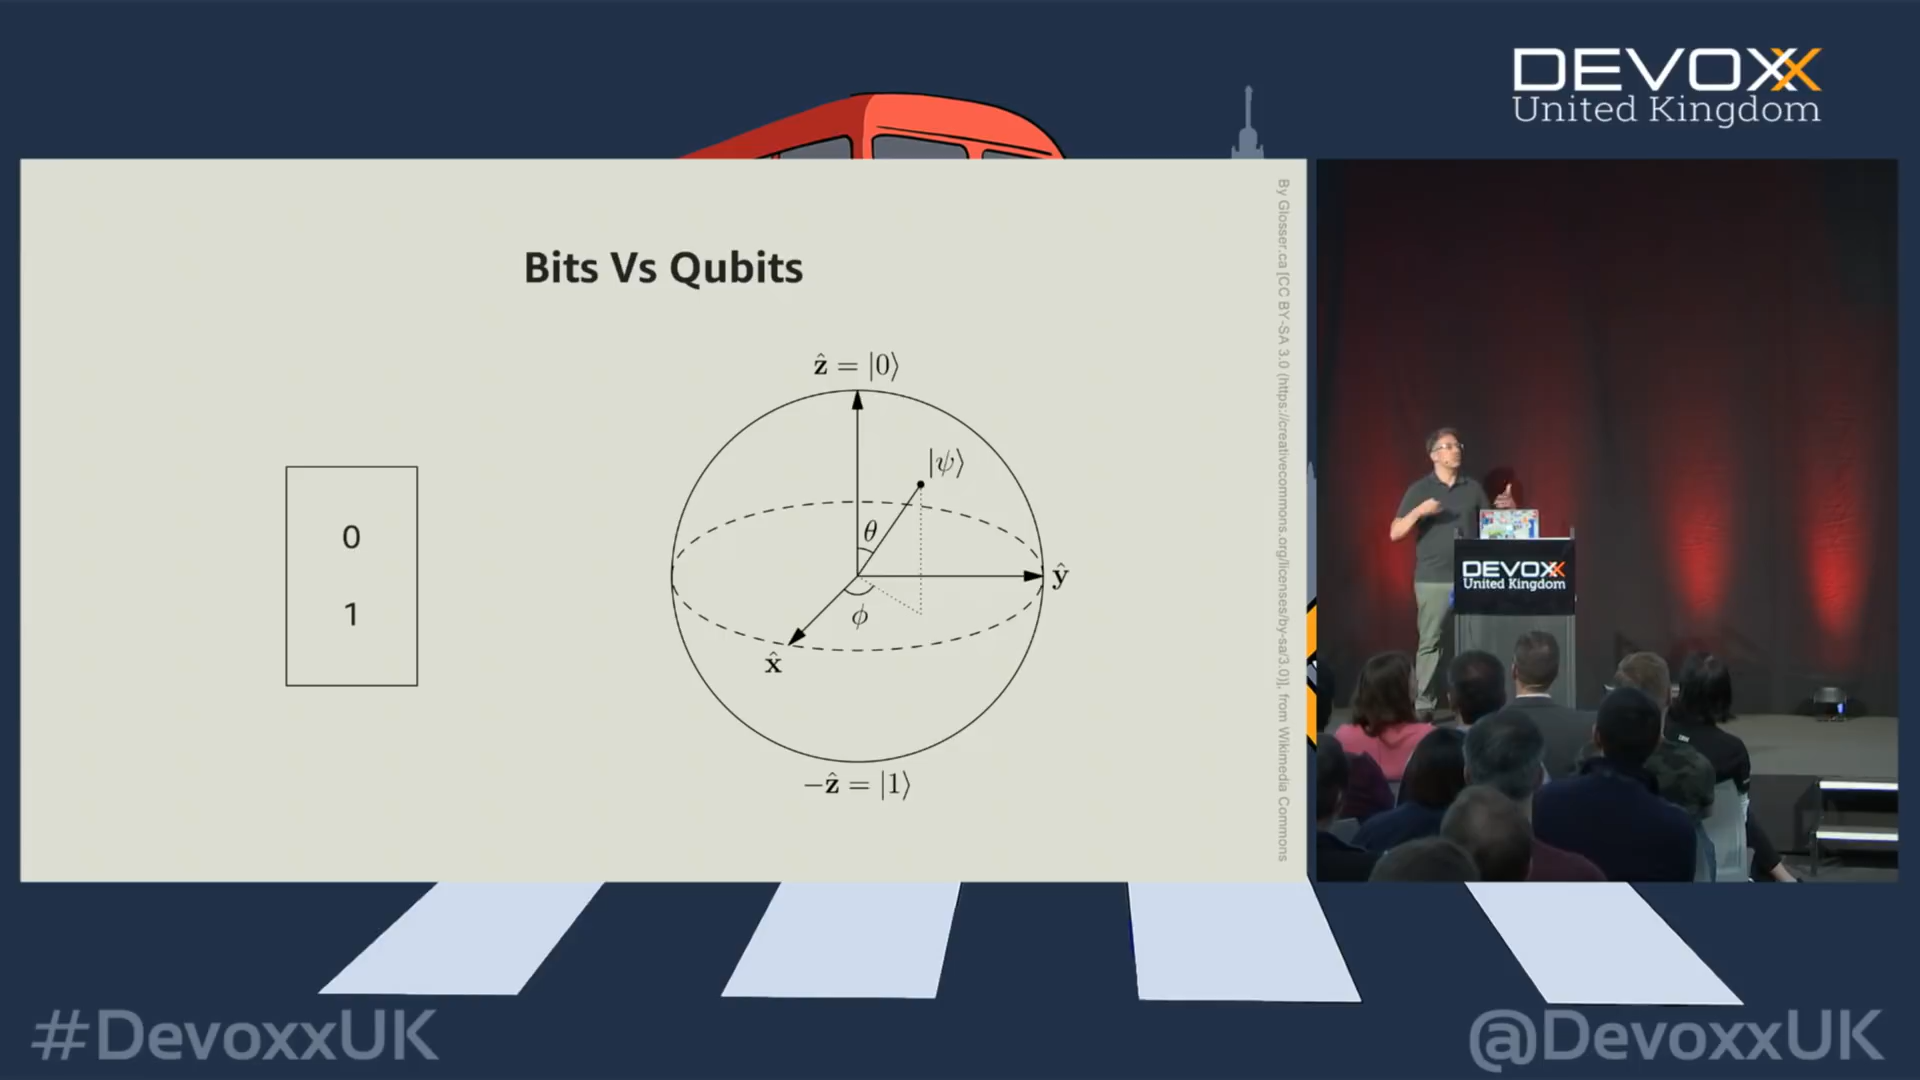 DEVOXX
United Kingdom
Bits Vs Qubits
0
1
ẑ = |0⟩
|ψ⟩
θ
ŷ
ϕ
x̂
−ẑ = |1⟩
By Glosser.ca [CC BY-SA 3.0 (https://creativecommons.org/licenses/by-sa/3.0)], from Wikimedia Commons
DEVOXX
United Kingdom
IBM
#DevoxxUK
@DevoxxUK